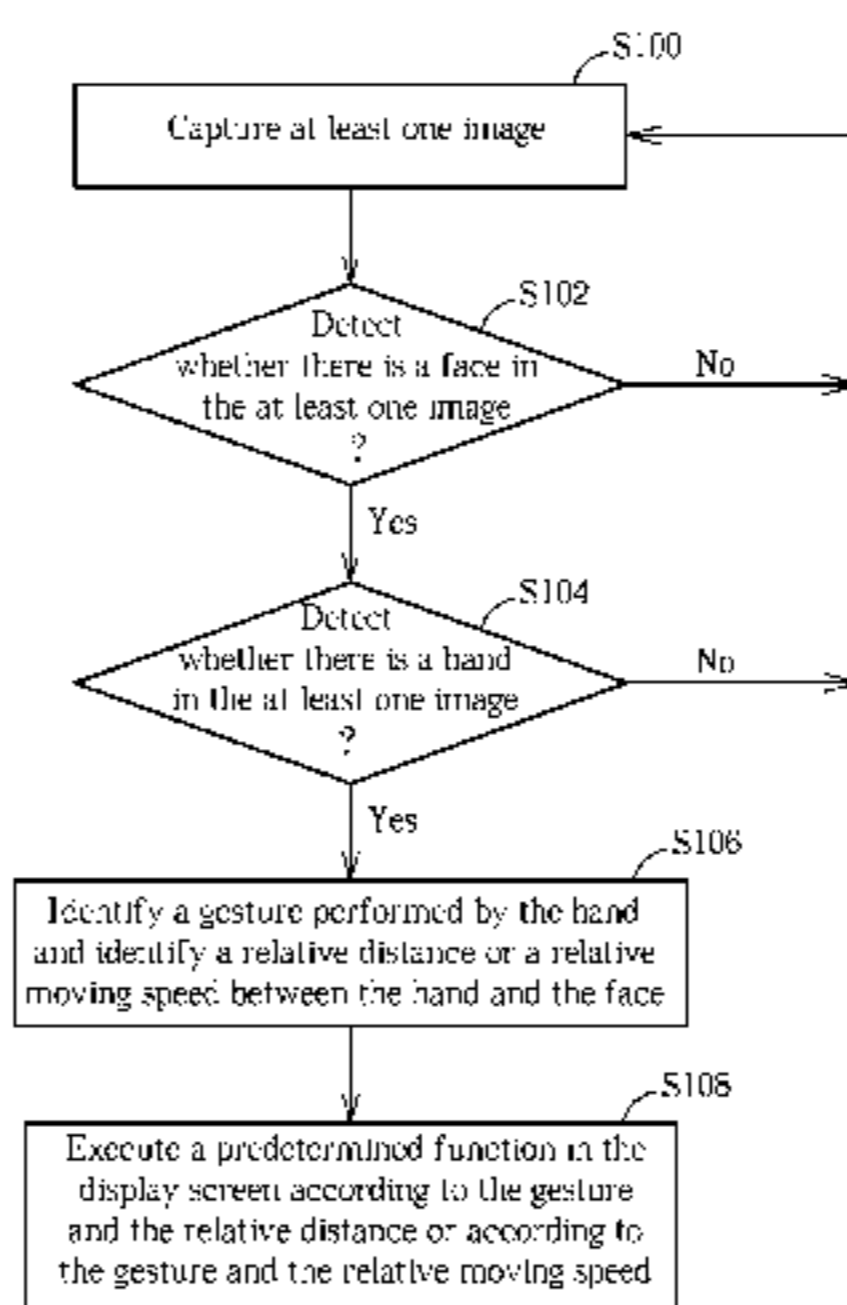 S100
Capture at least one image
S102
Detect
whether there is a face in
the at least one image
?
No
Yes
S104
Detect
whether there is a hand
in the at least one image
?
No
Yes
S106
Identify a gesture performed by the hand
and identify a relative distance or a relative
moving speed between the hand and the face
S108
Execute a predetermined function in the
display screen according to the gesture
and the relative distance or according to
the gesture and the relative moving speed